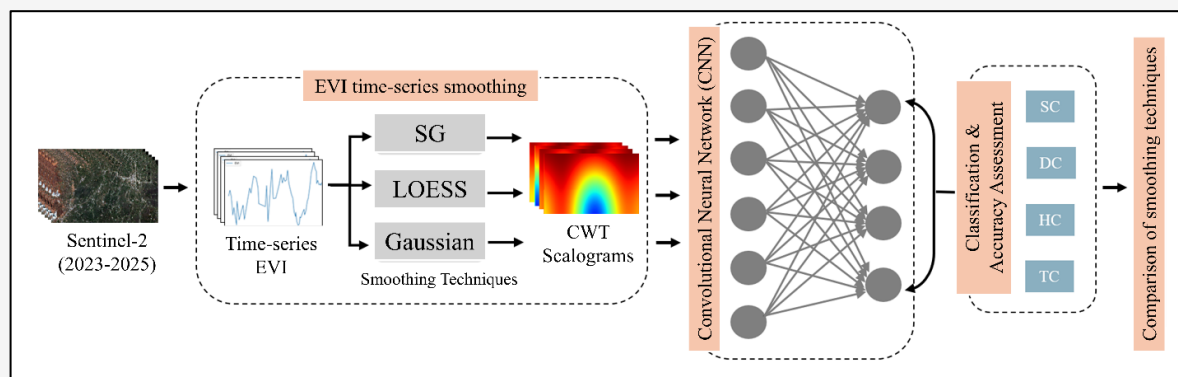 Sentinel-2
(2023-2025)
EVI time-series smoothing
Time-series
EVI
SG
LOESS
Gaussian
Smoothing Techniques
CWT
Scalograms
Convolutional Neural Network (CNN)
Classification &
Accuracy Assessment
SC
DC
HC
TC
Comparison of smoothing techniques